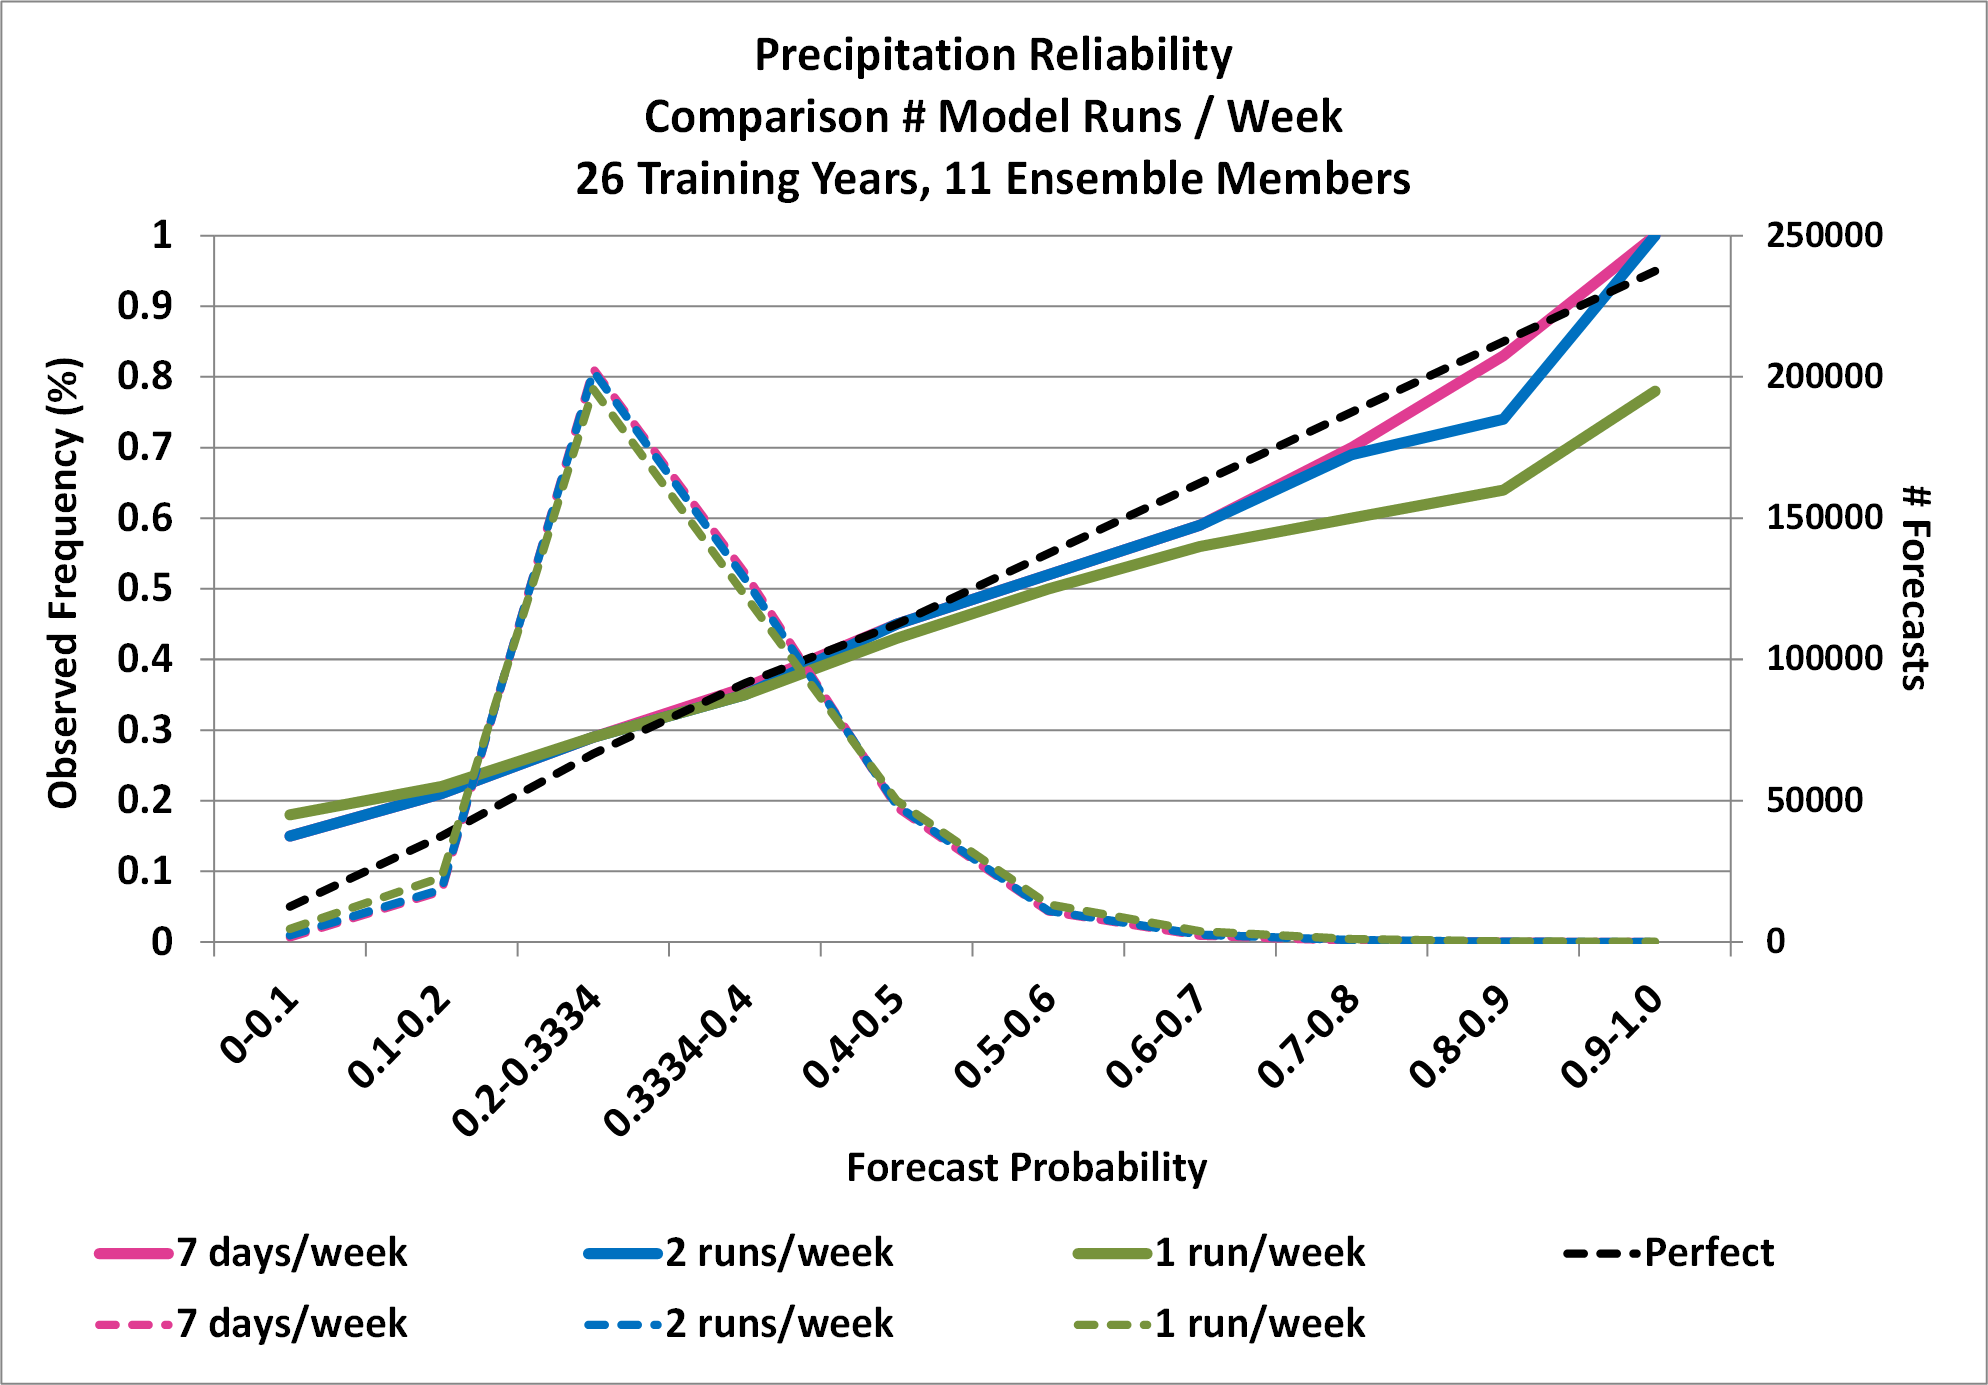 Precipitation Reliability
Comparison # Model Runs / Week
26 Training Years, 11 Ensemble Members
1
0.9
0.8
0.7
0.6
0.5
0.4
0.3
0.2
0.1
0
Observed Frequency (%)
250000
200000
150000
100000
50000
0
# Forecasts
0-0.1
0.1-0.2
0.2-0.3334
0.3334-0.4
0.4-0.5
0.5-0.6
0.6-0.7
0.7-0.8
0.8-0.9
0.9-1.0
Forecast Probability
7 days/week
2 runs/week
1 run/week
Perfect
7 days/week
2 runs/week
1 run/week